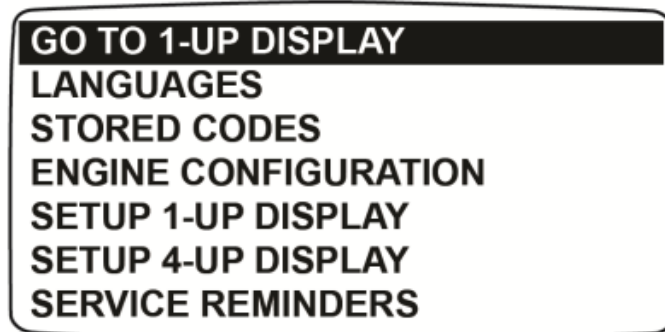 GO TO 1-UP DISPLAY
LANGUAGES
STORED CODES
ENGINE CONFIGURATION
SETUP 1-UP DISPLAY
SETUP 4-UP DISPLAY
SERVICE REMINDERS